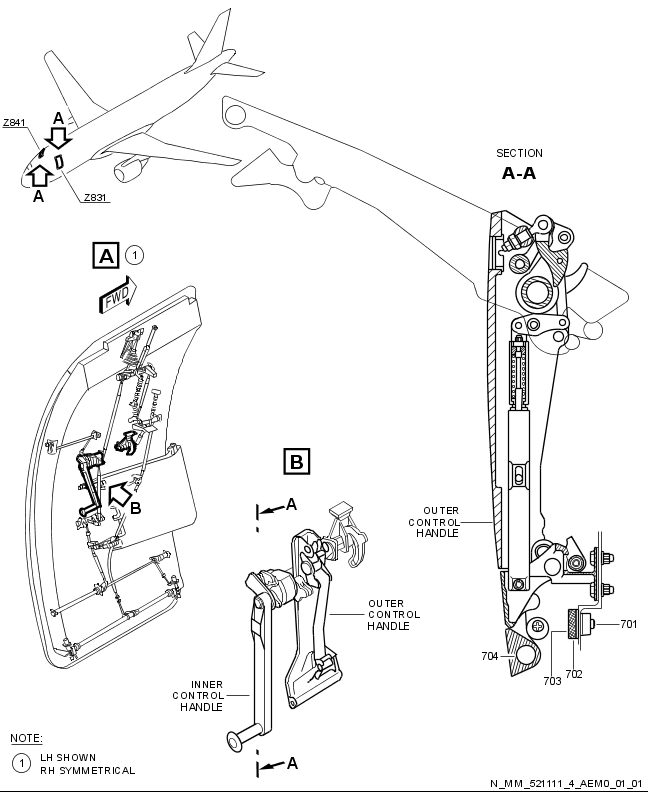 Z841
A
A
Z831
SECTION
A-A
A
1
FWD
B
B
A
OUTER
CONTROL
HANDLE
OUTER
CONTROL
HANDLE
INNER
CONTROL
HANDLE
A
701
702
703
704
NOTE:
1
LH SHOWN
RH SYMMETRICAL
N_MM_521111_4_AEM0_01_01